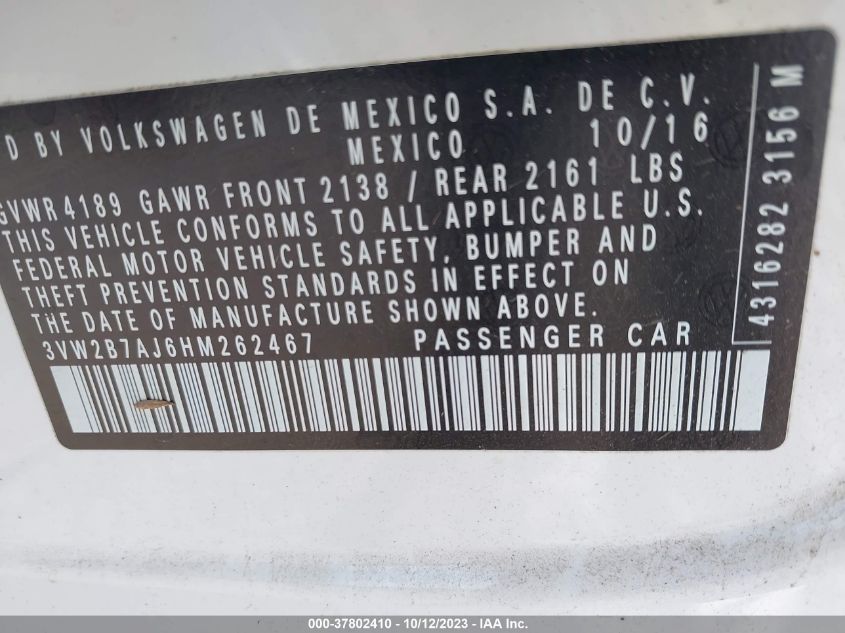 D BY VOLKSWAGEN DE MEXICO S.A. DE C.V.
MEXICO 10/16
GVWR 4189 GAWR FRONT 2138 / REAR 2161 LBS
THIS VEHICLE CONFORMS TO ALL APPLICABLE U.S.
FEDERAL MOTOR VEHICLE SAFETY, BUMPER AND
THEFT PREVENTION STANDARDS IN EFFECT ON
THE DATE OF MANUFACTURE SHOWN ABOVE.
3VW2B7AJ6HM262467 PASSENGER CAR
4316282 3156 M
000-37802410 - 10/12/2023 - IAA Inc.